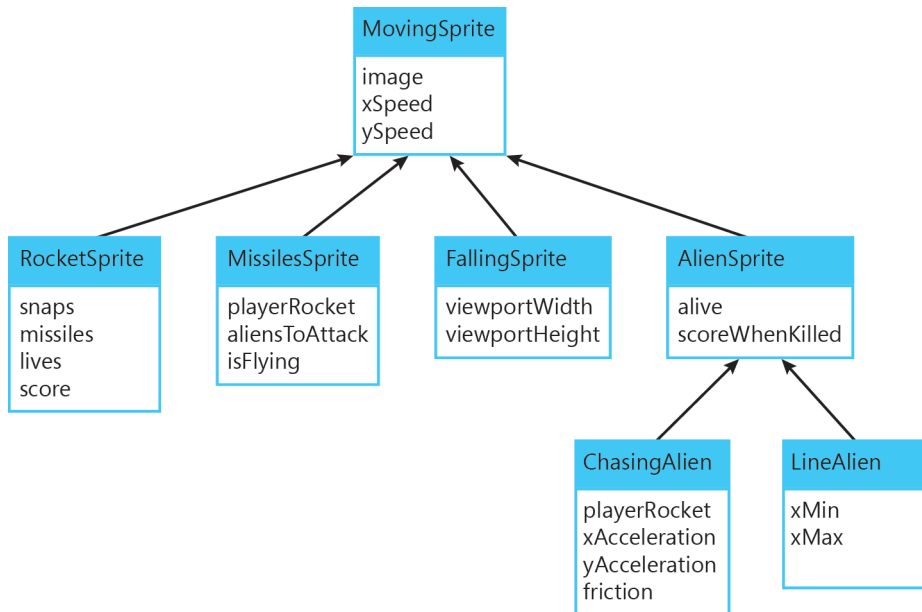 MovingSprite
image
xSpeed
ySpeed
RocketSprite
snaps
missiles
lives
score
MissilesSprite
playerRocket
aliensToAttack
isFlying
FallingSprite
viewportWidth
viewportHeight
AlienSprite
alive
scoreWhenKilled
ChasingAlien
playerRocket
xAcceleration
yAcceleration
friction
LineAlien
xMin
xMax